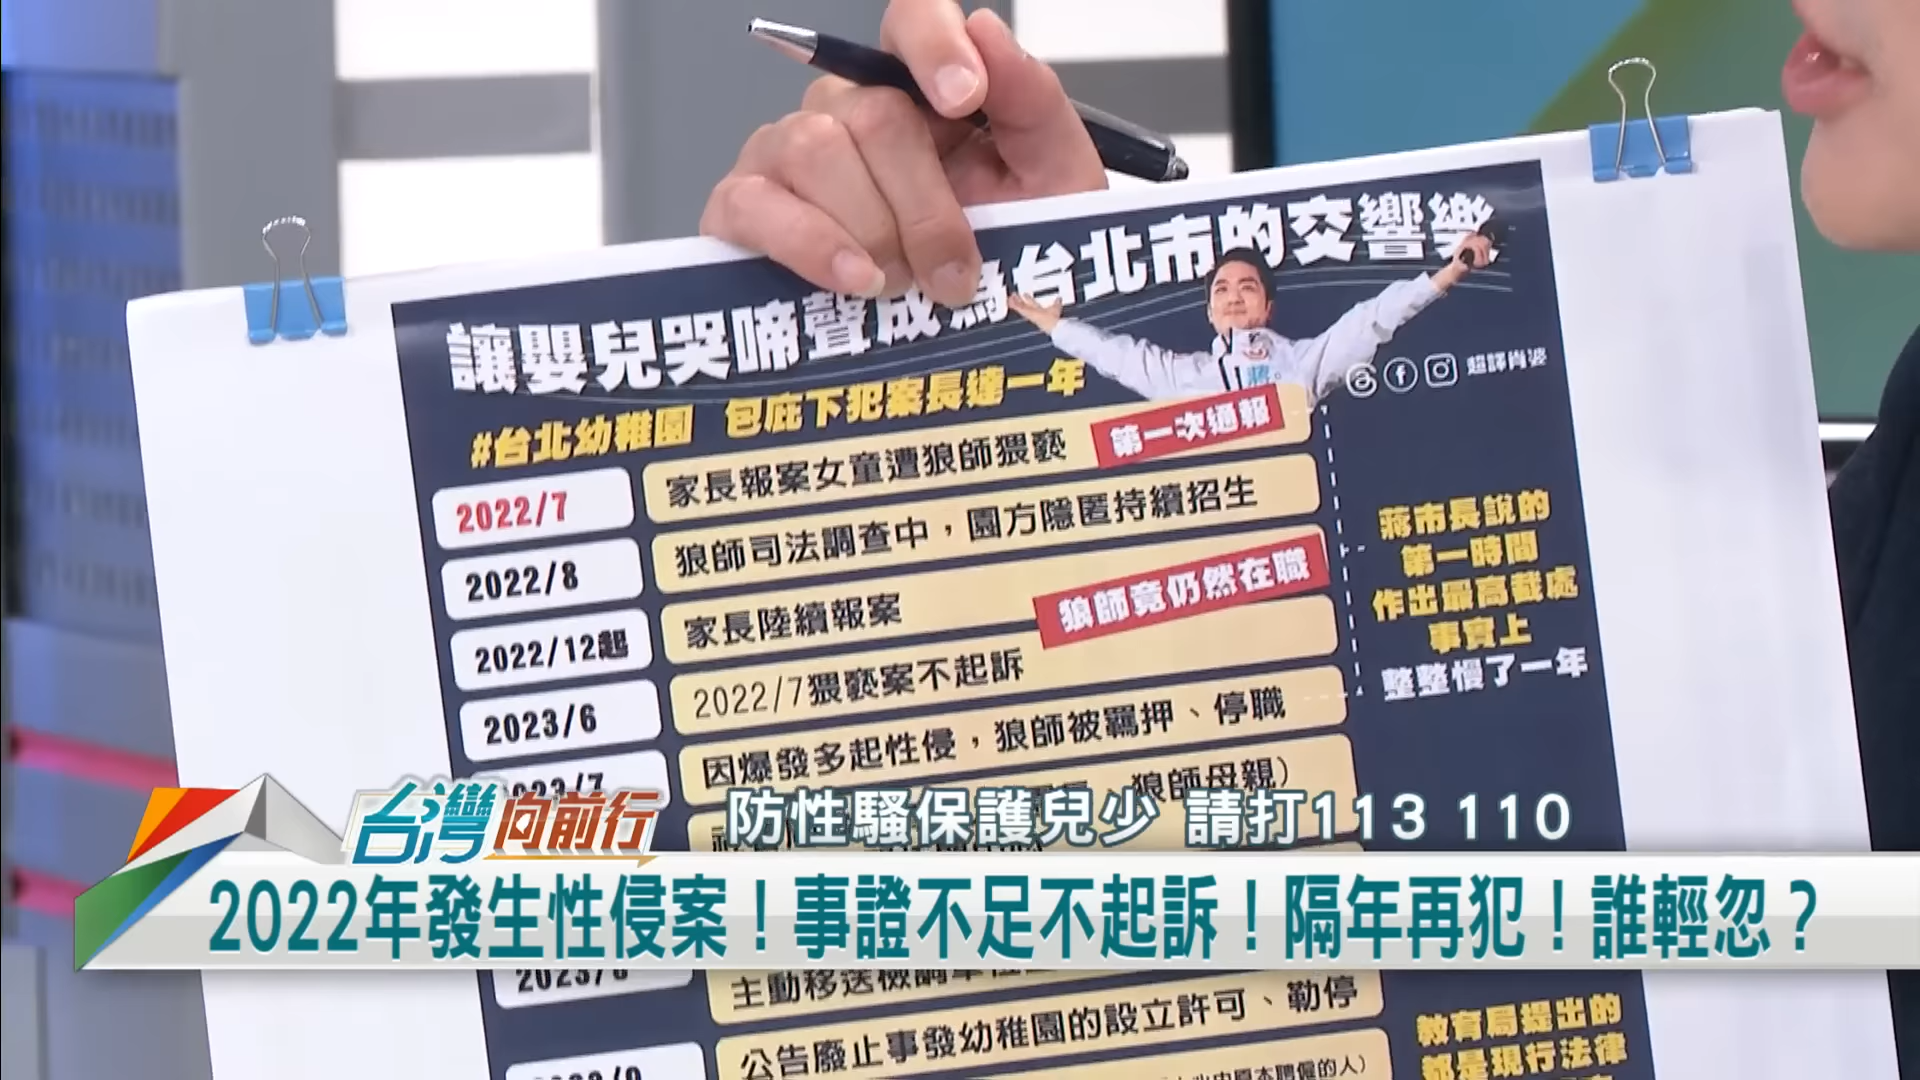 讓嬰兒哭啼聲成為台北市的交響樂
超譯肖婆
#台北幼稚園 包庇下犯案長達一年
2022/7 家長報案女童遭狼師猥褻 第一次通報
2022/8 狼師司法調查中，園方隱匿持續招生
2022/12起 家長陸續報案 狼師竟仍然在職
2023/6 2022/7猥褻案不起訴
2023/7 因爆發多起性侵，狼師被羈押、停職
狼師母親）
蔣市長說的
第一時間
作出最高裁處
事實上
整整慢了一年
台灣向前行
防性騷保護兒少 請打113 110
2022年發生性侵案！事證不足不起訴！隔年再犯！誰輕忽？
主動移送檢調單位
公告廢止事發幼稚園的設立許可、勒停
教育局提出的
都是現行法律